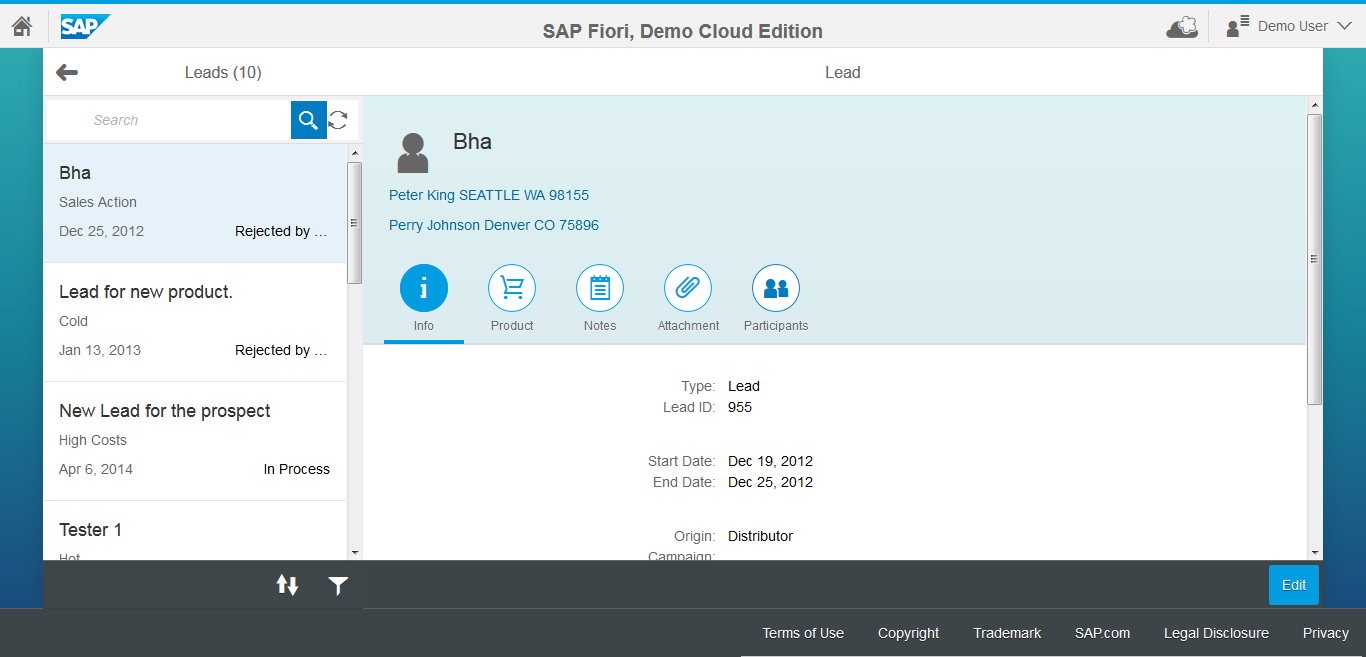 SAP
SAP Fiori, Demo Cloud Edition
Demo User
Leads (10)
Lead
Search
Bha
Sales Action
Dec 25, 2012 Rejected by ...
Lead for new product.
Cold
Jan 13, 2013 Rejected by ...
New Lead for the prospect
High Costs
Apr 6, 2014 In Process
Tester 1
Hot
Bha
Peter King SEATTLE WA 98155
Perry Johnson Denver CO 75896
Info Product Notes Attachment Participants
Type: Lead
Lead ID: 955
Start Date: Dec 19, 2012
End Date: Dec 25, 2012
Origin: Distributor
Campaign:
Edit
Terms of Use Copyright Trademark SAP.com Legal Disclosure Privacy